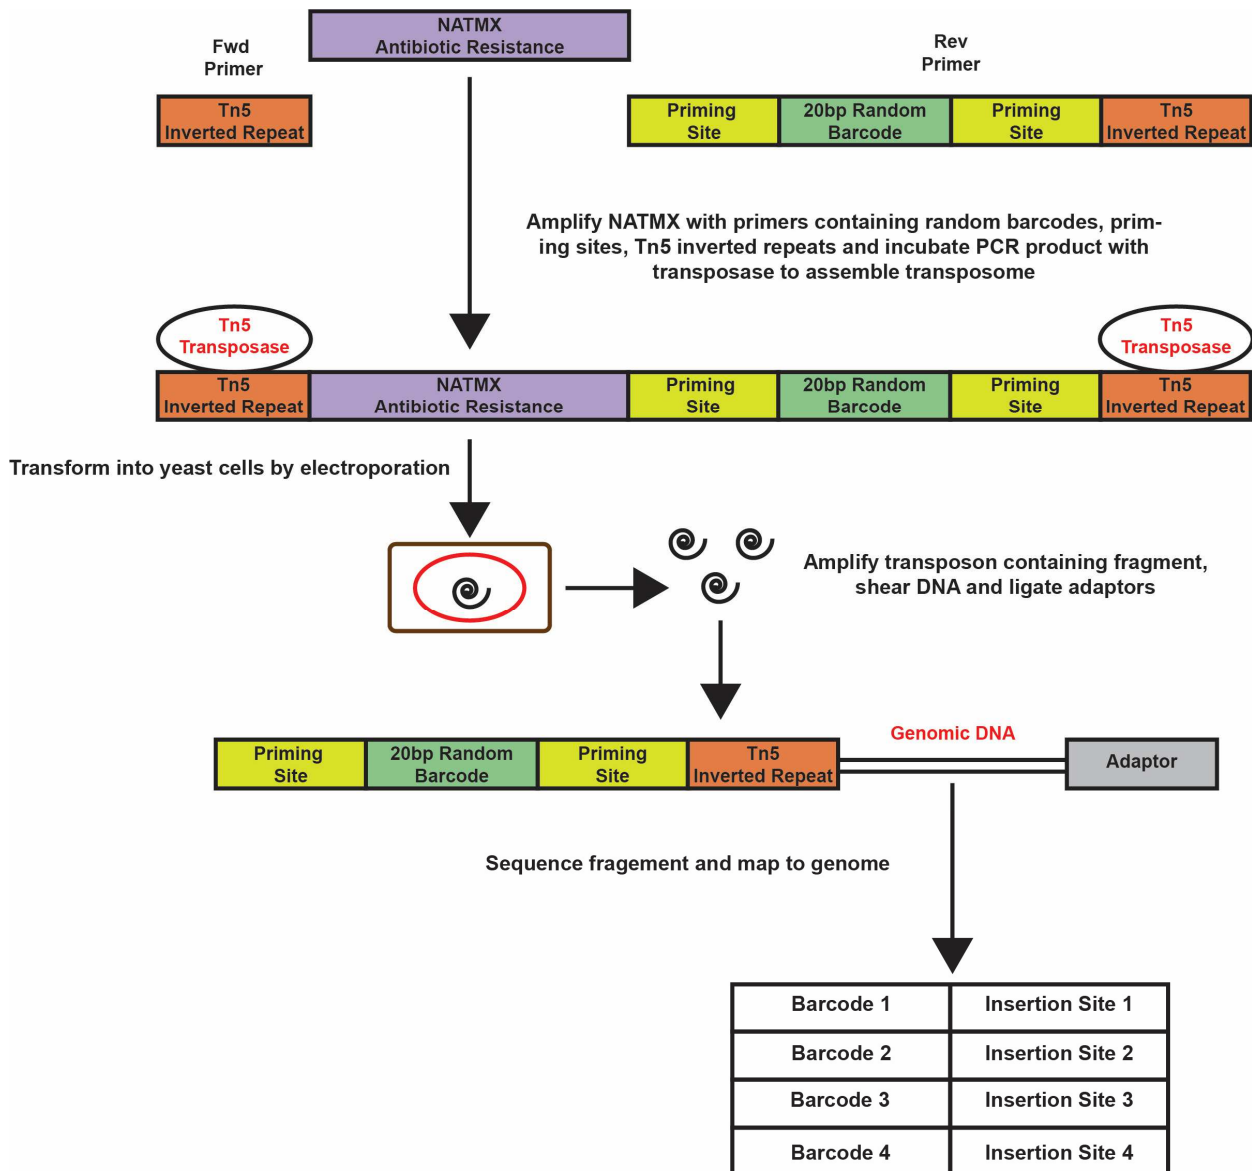 NATMX
Antibiotic Resistance
Fwd
Primer
Rev
Primer
Tn5
Inverted Repeat
Priming
Site
20bp Random
Barcode
Priming
Site
Tn5
Inverted Repeat
Amplify NATMX with primers containing random barcodes, prim-
ing sites, Tn5 inverted repeats and incubate PCR product with
transposase to assemble transposome
Tn5
Transposase
Tn5
Transposase
Tn5
Inverted Repeat
NATMX
Antibiotic Resistance
Priming
Site
20bp Random
Barcode
Priming
Site
Tn5
Inverted Repeat
Transform into yeast cells by electroporation
Amplify transposon containing fragment,
shear DNA and ligate adaptors
Priming
Site
20bp Random
Barcode
Priming
Site
Tn5
Inverted Repeat
Genomic DNA
Adaptor
Sequence fragement and map to genome
Barcode 1 Insertion Site 1
Barcode 2 Insertion Site 2
Barcode 3 Insertion Site 3
Barcode 4 Insertion Site 4